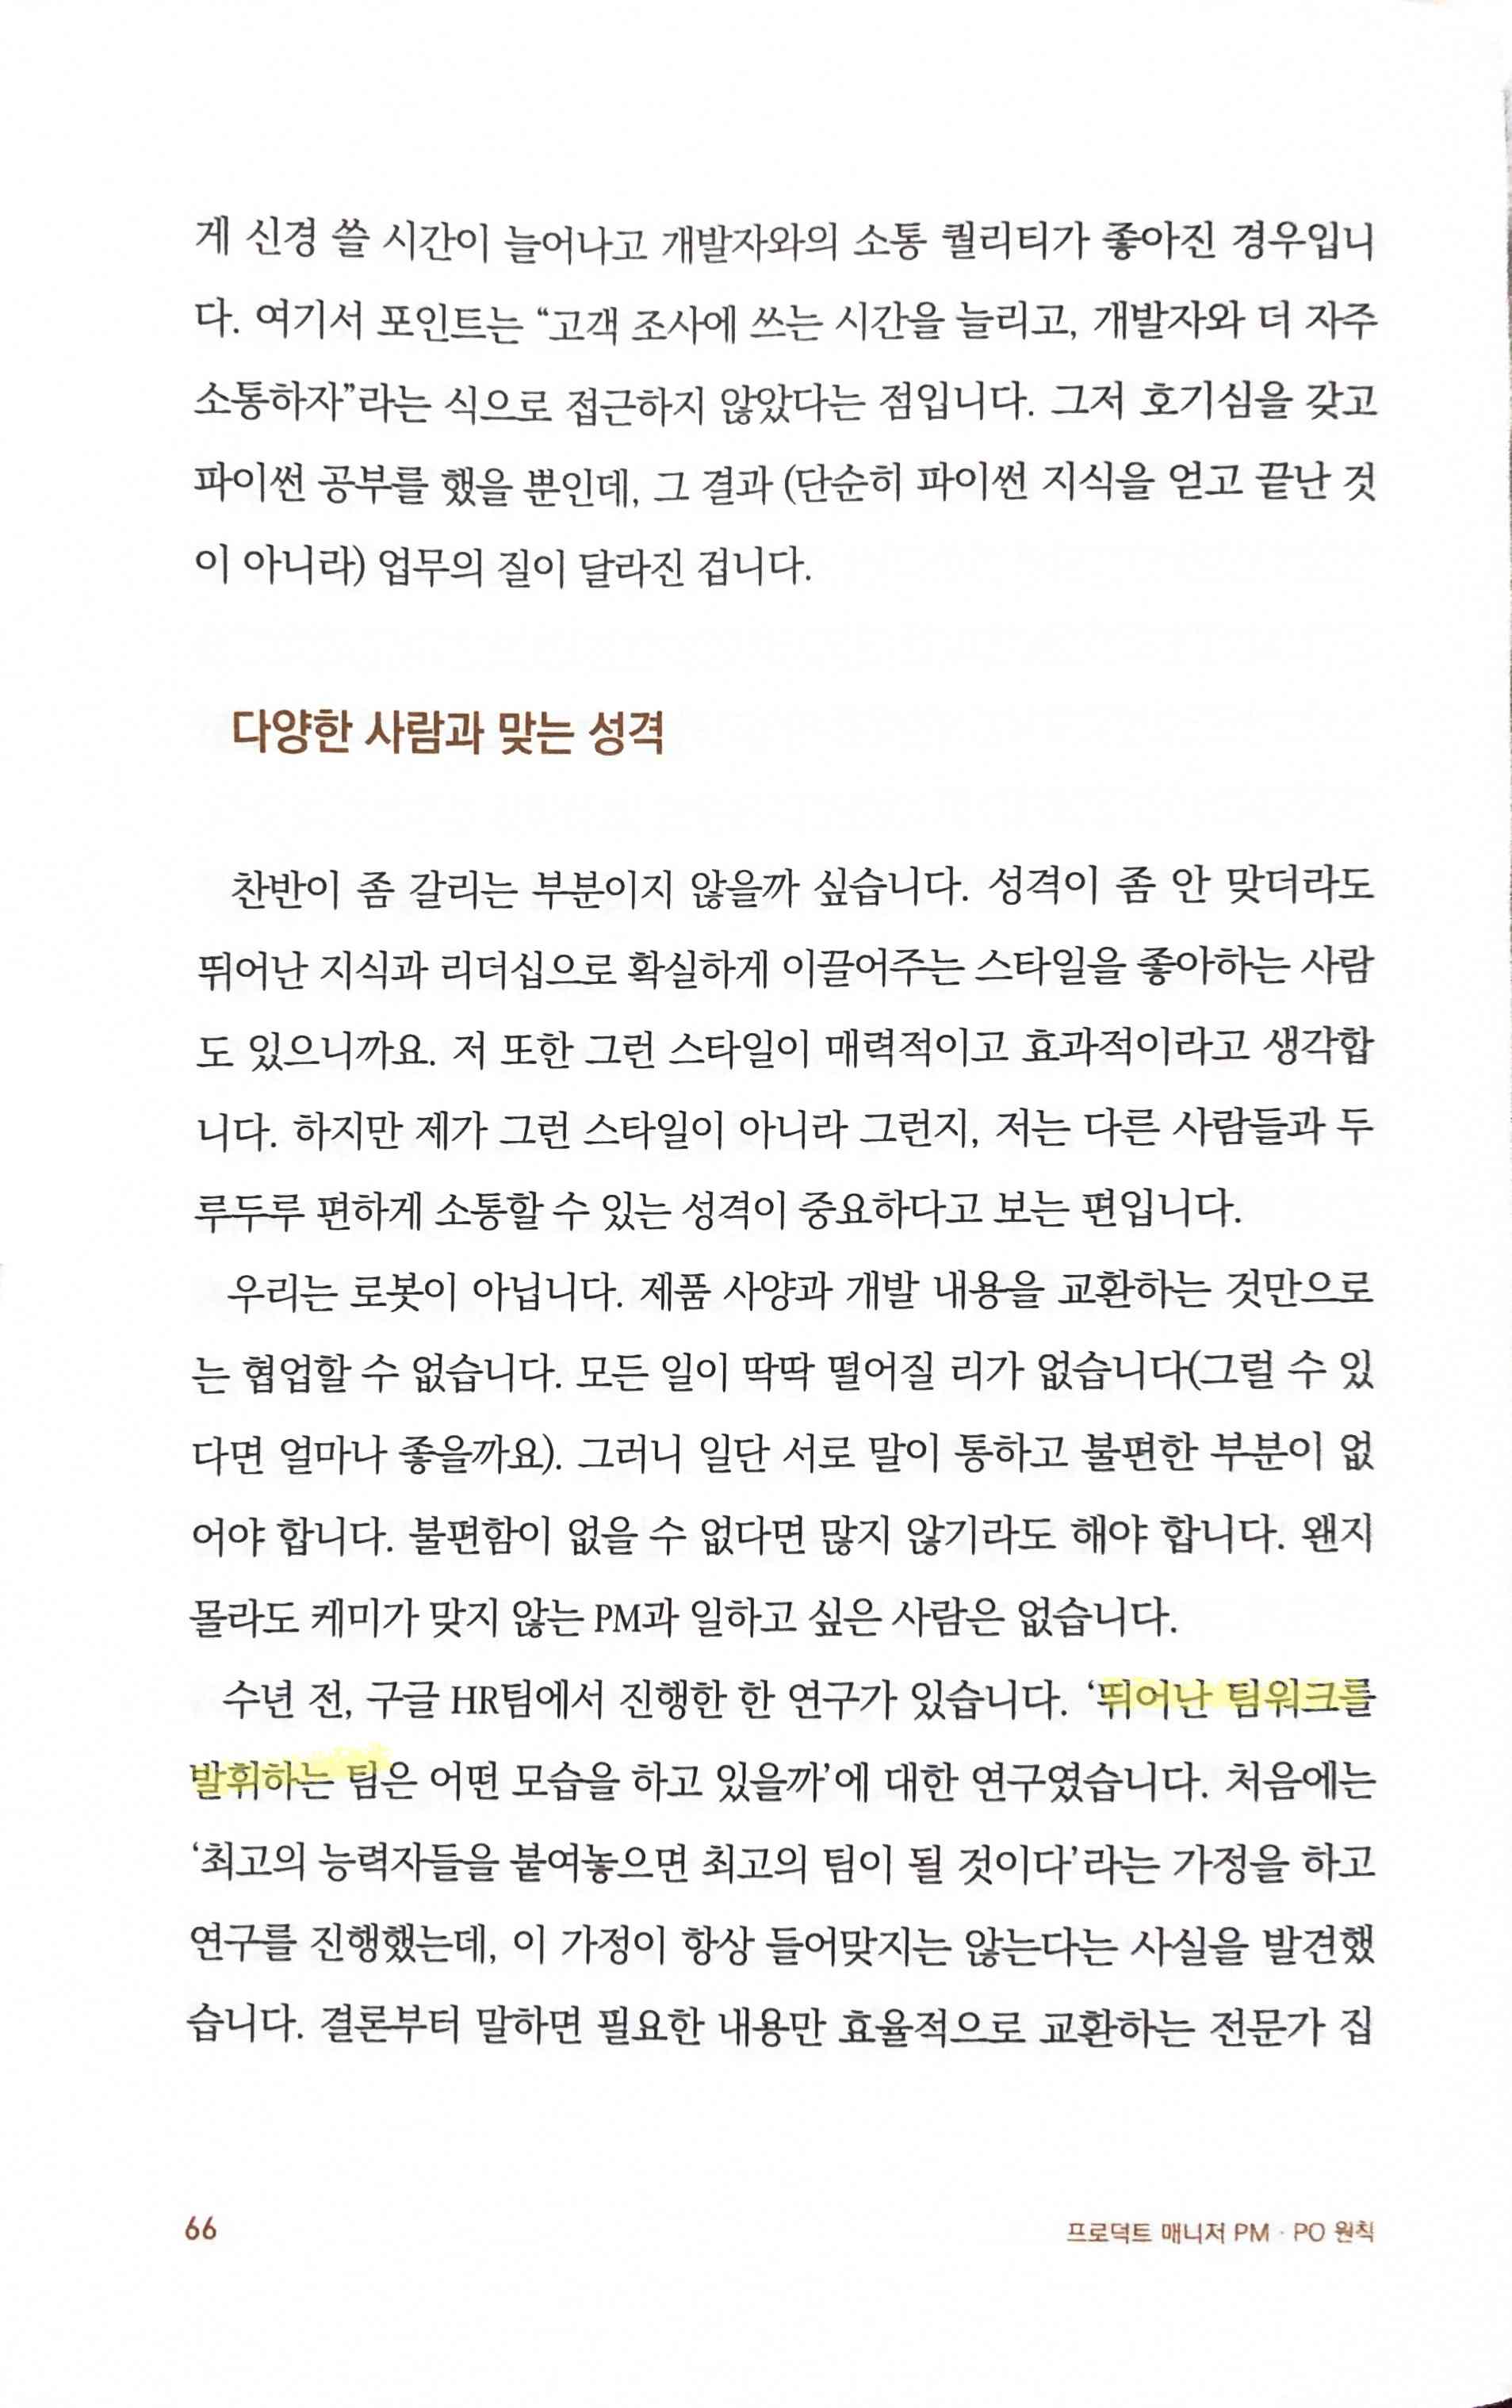 게 신경 쓸 시간이 늘어나고 개발자와의 소통 퀄리티가 좋아진 경우입니
다. 여기서 포인트는 “고객 조사에 쓰는 시간을 늘리고, 개발자와 더 자주
소통하자”라는 식으로 접근하지 않았다는 점입니다. 그저 호기심을 갖고
파이썬 공부를 했을 뿐인데, 그 결과 (단순히 파이썬 지식을 얻고 끝난 것
이 아니라) 업무의 질이 달라진 겁니다.
다양한 사람과 맞는 성격
찬반이 좀 갈리는 부분이지 않을까 싶습니다. 성격이 좀 안 맞더라도
뛰어난 지식과 리더십으로 확실하게 이끌어주는 스타일을 좋아하는 사람
도 있으니까요. 저 또한 그런 스타일이 매력적이고 효과적이라고 생각합
니다. 하지만 제가 그런 스타일이 아니라 그런지, 저는 다른 사람들과 두
루두루 편하게 소통할 수 있는 성격이 중요하다고 보는 편입니다.
우리는 로봇이 아닙니다. 제품 사양과 개발 내용을 교환하는 것만으로
는 협업할 수 없습니다. 모든 일이 딱딱 떨어질 리가 없습니다(그럴 수 있
다면 얼마나 좋을까요). 그러니 일단 서로 말이 통하고 불편한 부분이 없
어야 합니다. 불편함이 없을 수 없다면 많지 않기라도 해야 합니다. 왠지
몰라도 케미가 맞지 않는 PM과 일하고 싶은 사람은 없습니다.
수년 전, 구글 HR팀에서 진행한 한 연구가 있습니다. ‘뛰어난 팀워크를
발휘하는 팀은 어떤 모습을 하고 있을까’에 대한 연구였습니다. 처음에는
‘최고의 능력자들을 붙여놓으면 최고의 팀이 될 것이다’라는 가정을 하고
연구를 진행했는데, 이 가정이 항상 들어맞지는 않는다는 사실을 발견했
습니다. 결론부터 말하면 필요한 내용만 효율적으로 교환하는 전문가 집
66
프로덕트 매니저 PM · PO 원칙